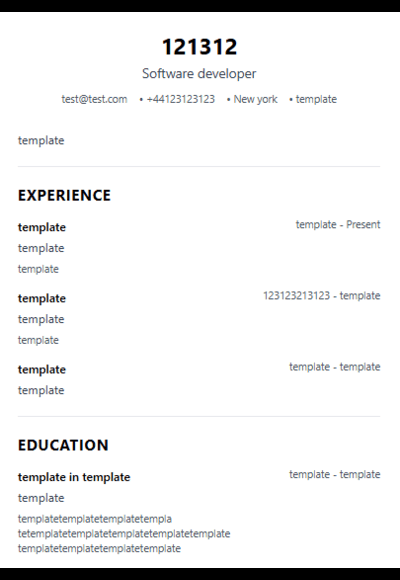 121312
Software developer
test@test.com • +44123123123 • New york • template
template
EXPERIENCE
template template - Present
template
template
template 123123213123 - template
template
template
template template - template
template
EDUCATION
template in template template - template
template
templatetemplatetemplatetempla
tetemplatetemplatetemplatetemplatetemplate
templatetemplatetemplatetemplate